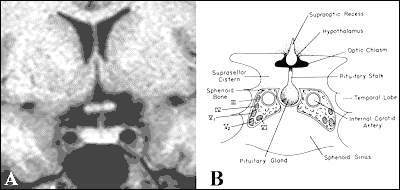 Supraoptic Recess
Hypothalamus
Optic Chiasm
Suprasellar
Cistern
Pituitary Stalk
Sphenoid
Bone
III
IV
V1
V2
VI
Temporal Lobe
Internal Carotid
Artery
Pituitary Gland
Sphenoid Sinus
A
B